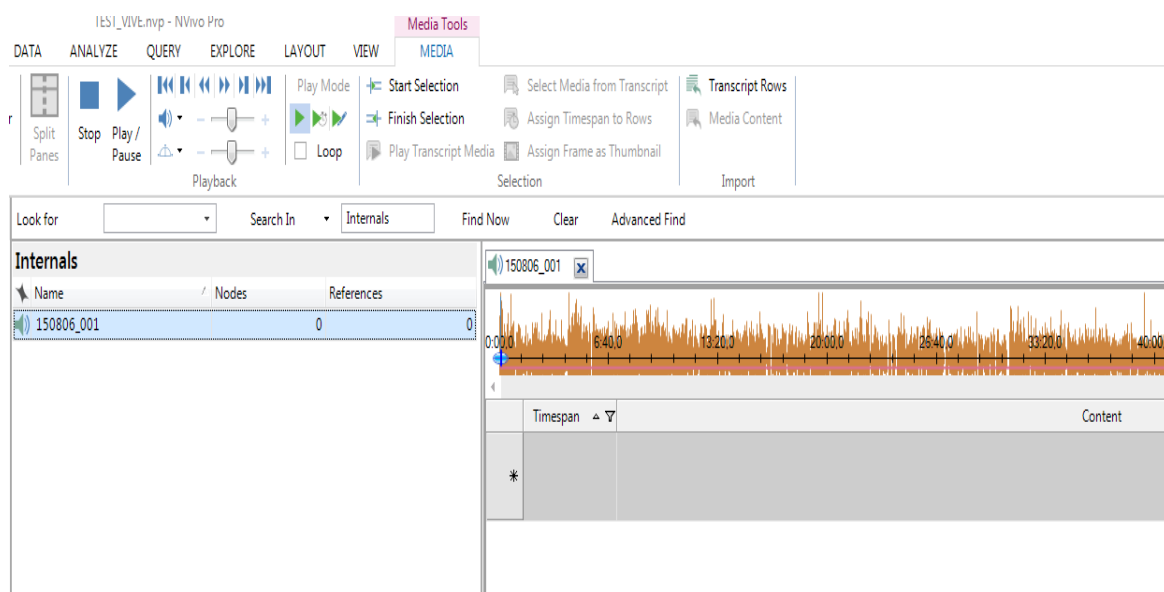 TEST_VIVE.nvp - NVivo Pro Media Tools
DATA ANALYZE QUERY EXPLORE LAYOUT VIEW MEDIA
Play Mode Start Selection Select Media from Transcript Transcript Rows
Split Panes Stop Play / Pause Finish Selection Assign Timespan to Rows Media Content
Loop Play Transcript Media Assign Frame as Thumbnail
Playback Selection Import
Look for Search In Internals Find Now Clear Advanced Find
Internals
150806_001
Name Nodes References
150806_001 0 0
0:00,0 6:40,0 13:20,0 20:00,0 26:40,0 33:20,0 40:00
Timespan Content
*